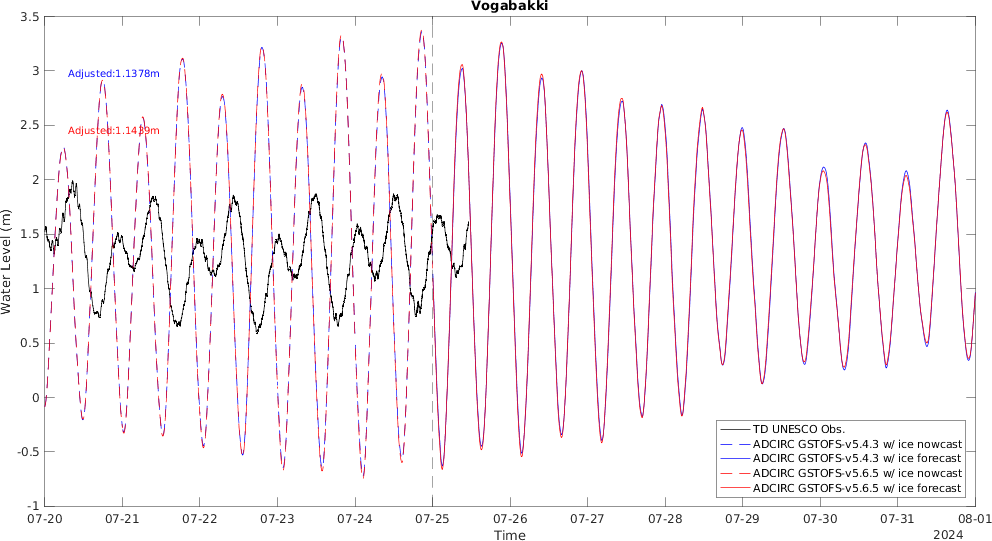 Vogabakki
3.5
3
2.5
2
1.5
1
0.5
0
-0.5
-1
Water Level (m)
Adjusted:1.1378m
Adjusted:1.1439m
TD UNESCO Obs.
ADCIRC GSTOFS-v5.4.3 w/ ice nowcast
ADCIRC GSTOFS-v5.4.3 w/ ice forecast
ADCIRC GSTOFS-v5.6.5 w/ ice nowcast
ADCIRC GSTOFS-v5.6.5 w/ ice forecast
07-20 07-21 07-22 07-23 07-24 07-25 07-26 07-27 07-28 07-29 07-30 07-31 08-01
Time
2024